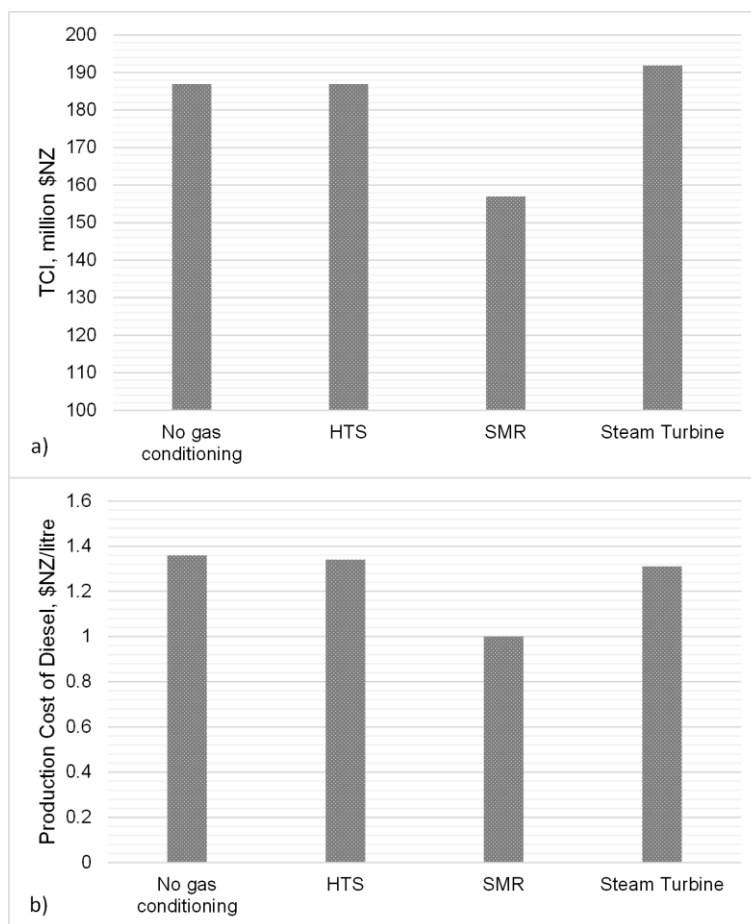 TCI, million $NZ
200
190
180
170
160
150
140
130
120
110
100
No gas
conditioning
HTS
SMR
Steam Turbine
a)
Production Cost of Diesel, $NZ/litre
1.6
1.4
1.2
1
0.8
0.6
0.4
0.2
0
No gas
conditioning
HTS
SMR
Steam Turbine
b)